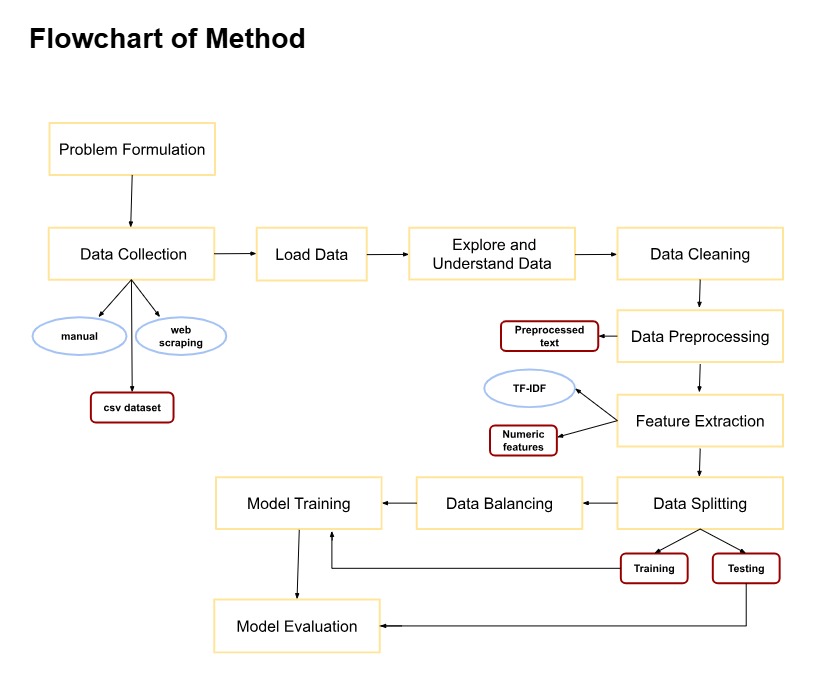 Flowchart of Method
Problem Formulation
Data Collection
Load Data
Explore and
Understand Data
Data Cleaning
manual
web
scraping
csv dataset
Preprocessed
text
Data Preprocessing
TF-IDF
Numeric
features
Feature Extraction
Model Training
Data Balancing
Data Splitting
Training
Testing
Model Evaluation